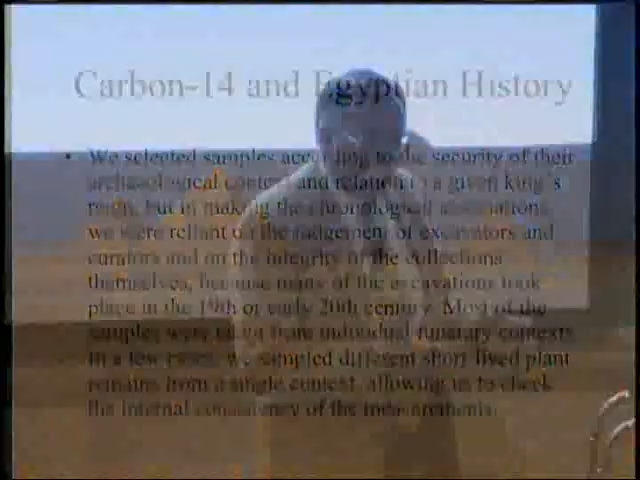 Carbon-14 and Egyptian History
• We selected samples according to the security of their
archaeological context and relation to a given king's
reign, but in making the chronological associations,
we were reliant on the judgement of excavators and
curators and on the integrity of the collections
themselves, because many of the excavations took
place in the 19th or early 20th century. Most of the
samples were taken from individual funerary contexts.
In a few cases, we sampled different short-lived plant
remains from a single context, allowing us to check
the internal consistency of the measurements.